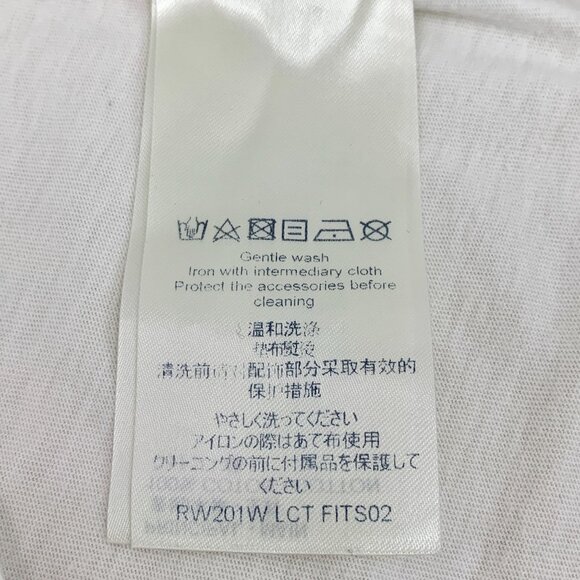 Gentle wash
Iron with intermediary cloth
Protect the accessories before
cleaning
温和洗涤
垫布熨烫
清洗前请对配饰部分采取有效的
保护措施
やさしく洗ってください
アイロンの際はあて布使用
クリーニングの前に付属品を保護して
ください
RW201W LCT FITS02